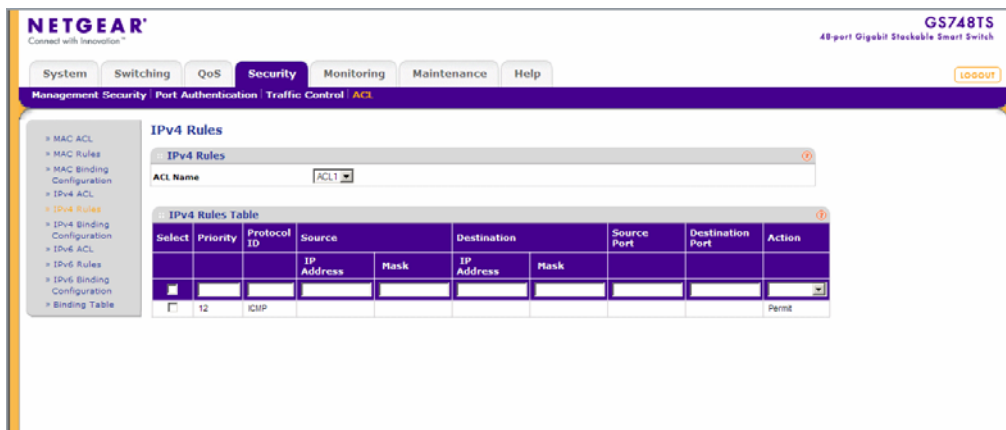 NETGEAR®
Connect with Innovation™
GS748TS
48-port Gigabit Stackable Smart Switch
System Switching QoS Security Monitoring Maintenance Help
LOGOUT
Management Security Port Authentication Traffic Control ACL
» MAC ACL
» MAC Rules
» MAC Binding
Configuration
» IPv4 ACL
» IPv4 Rules
» IPv4 Binding
Configuration
» IPv6 ACL
» IPv6 Rules
» IPv6 Binding
Configuration
» Binding Table
IPv4 Rules
IPv4 Rules
ACL Name ACL1
IPv4 Rules Table
Select Priority Protocol ID Source Destination Source Port Destination Port Action
IP Address Mask IP Address Mask
12 ICMP Permit